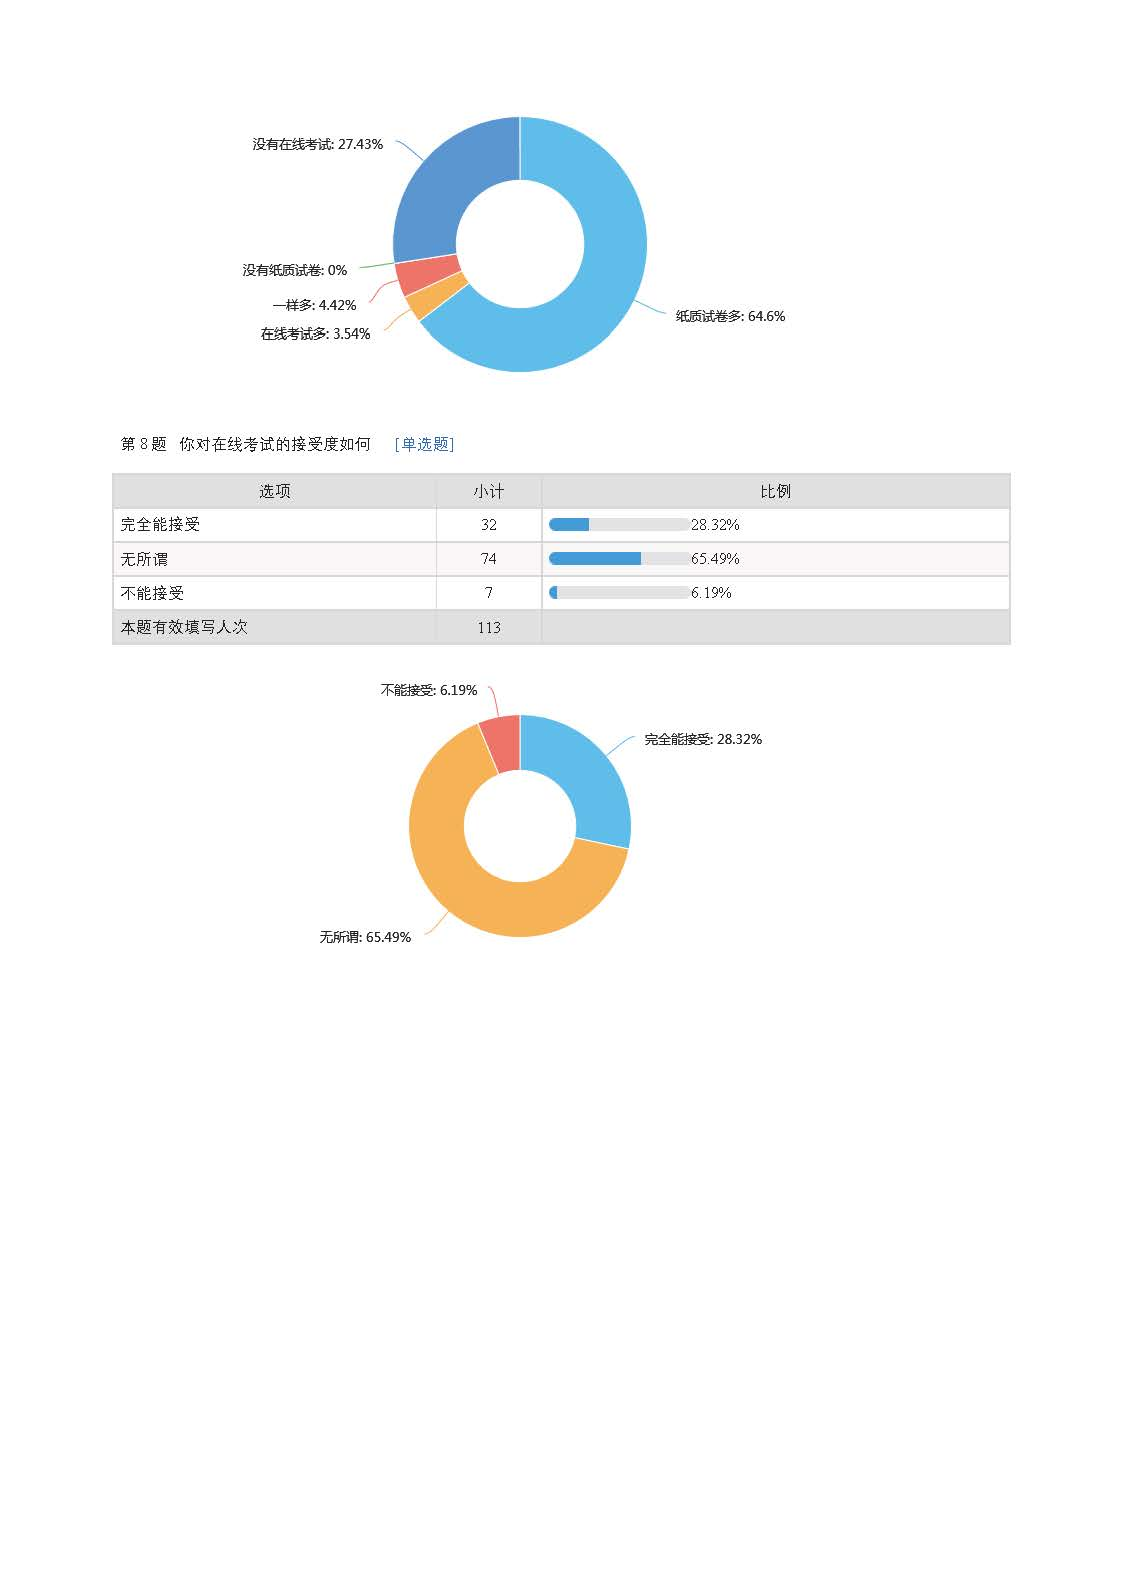 没有在线考试: 27.43%
没有纸质试卷: 0%
一样多: 4.42%
纸质试卷多: 64.6%
在线考试多: 3.54%
第 8 题 你对在线考试的接受度如何 [单选题]
选项 小计 比例
完全能接受 32 28.32%
无所谓 74 65.49%
不能接受 7 6.19%
本题有效填写人次 113
不能接受: 6.19%
完全能接受: 28.32%
无所谓: 65.49%